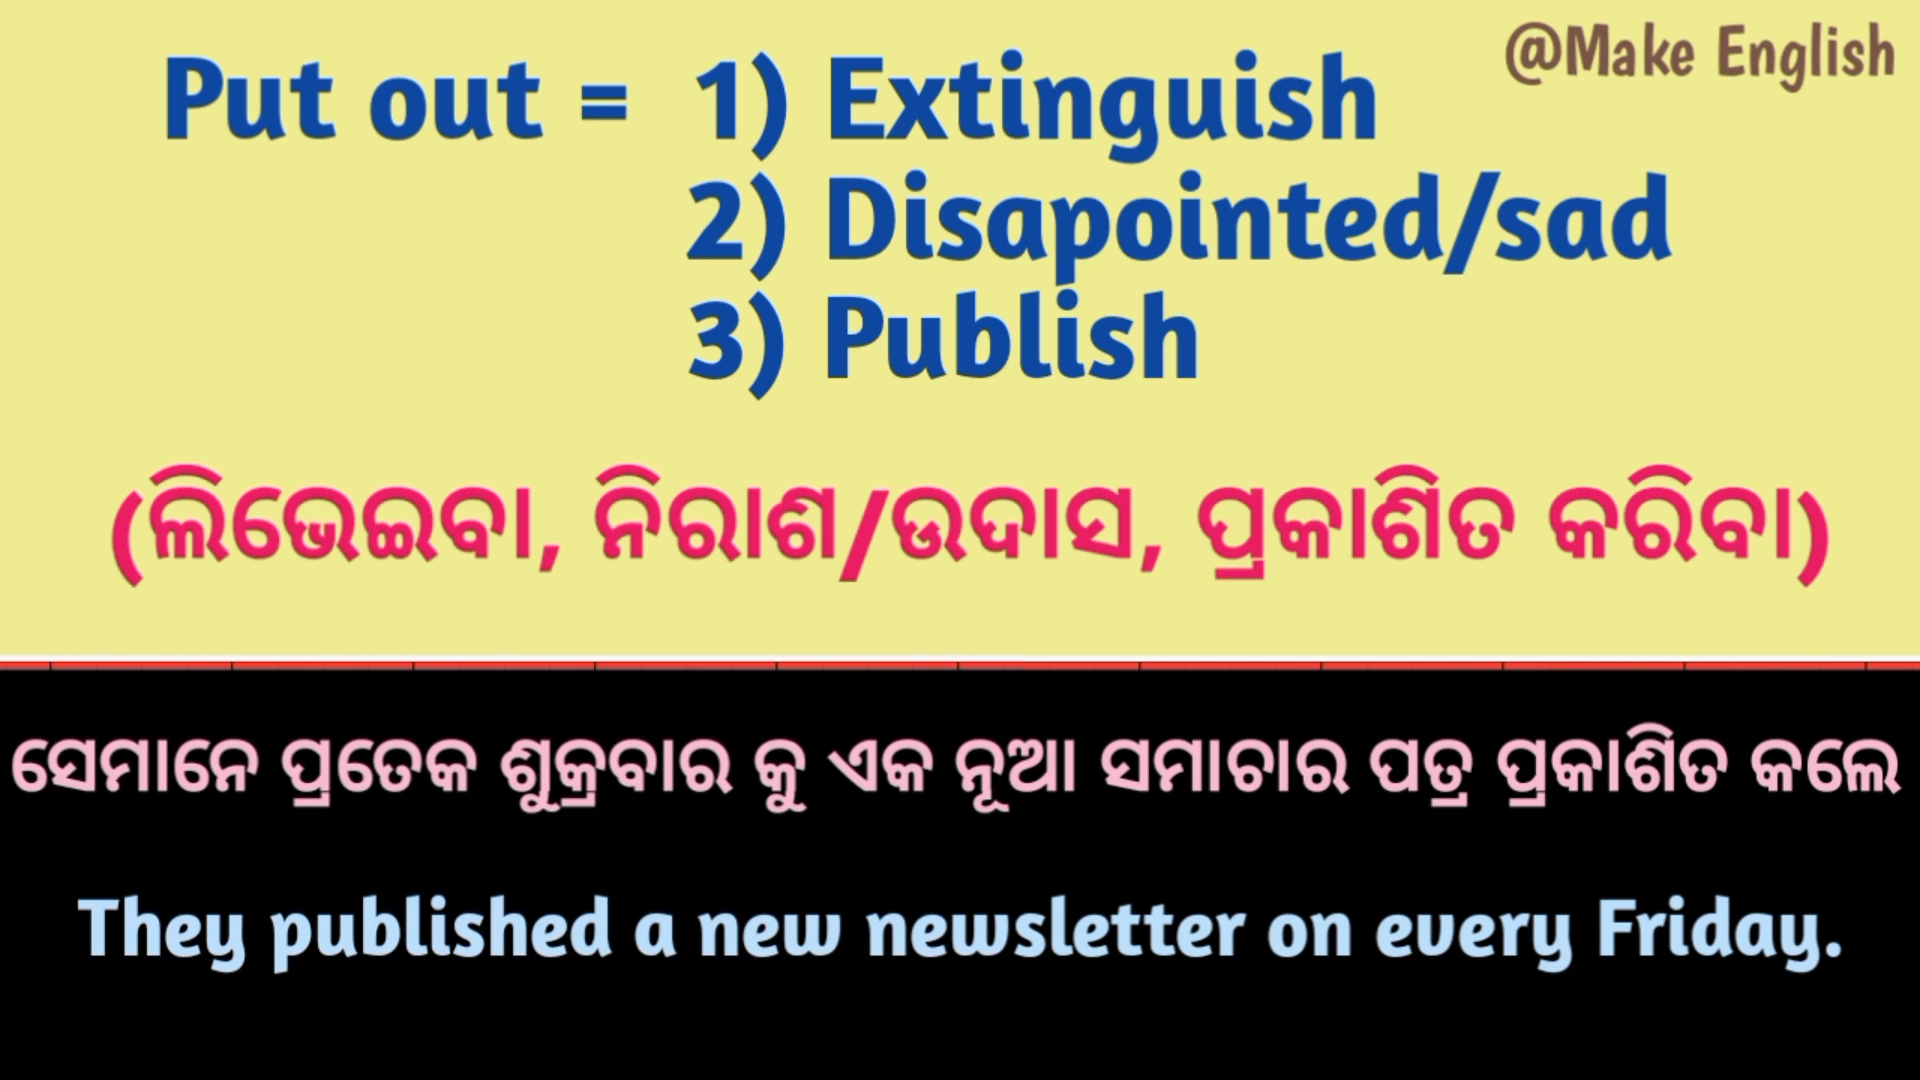 @Make English
Put out = 1) Extinguish
2) Disapointed/sad
3) Publish
(ଲିଭେଇବା, ନିରାଶ/ଉଦାସ, ପ୍ରକାଶିତ କରିବା)
ସେମାନେ ପ୍ରତେକ ଶୁକ୍ରବାର କୁ ଏକ ନୂଆ ସମାଚାର ପତ୍ର ପ୍ରକାଶିତ କଲେ
They published a new newsletter on every Friday.